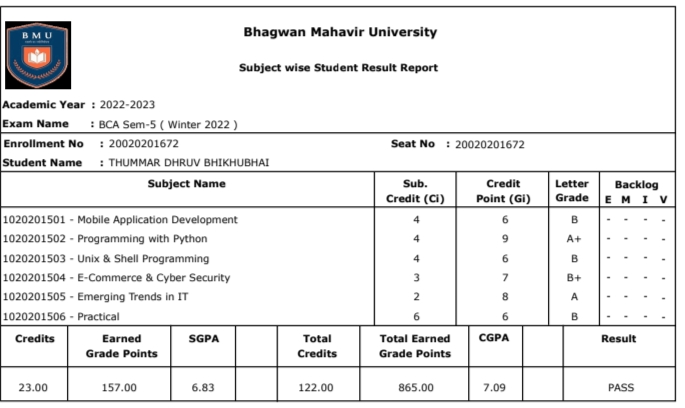 BMU
Bhagwan Mahavir University
Subject wise Student Result Report
Academic Year : 2022-2023
Exam Name : BCA Sem-5 ( Winter 2022 )
Enrollment No : 20020201672 Seat No : 20020201672
Student Name : THUMMAR DHRUV BHIKHUBHAI
Subject Name Sub. Credit (Ci) Credit Point (Gi) Letter Grade Backlog E M I V
1020201501 - Mobile Application Development 4 6 B - - - -
1020201502 - Programming with Python 4 9 A+ - - - -
1020201503 - Unix & Shell Programming 4 6 B - - - -
1020201504 - E-Commerce & Cyber Security 3 7 B+ - - - -
1020201505 - Emerging Trends in IT 2 8 A - - - -
1020201506 - Practical 6 6 B - - - -
Credits Earned Grade Points SGPA Total Credits Total Earned Grade Points CGPA Result
23.00 157.00 6.83 122.00 865.00 7.09 PASS